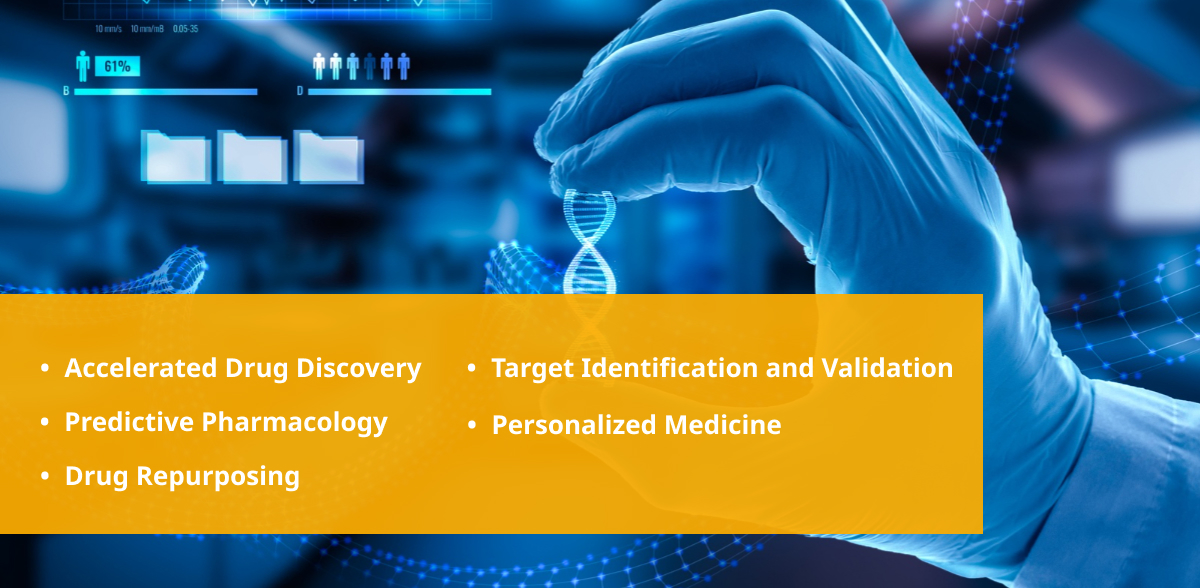 10 mm/s 10 mm/mB 0.05-35
61%
B
D
• Accelerated Drug Discovery
• Predictive Pharmacology
• Drug Repurposing
• Target Identification and Validation
• Personalized Medicine